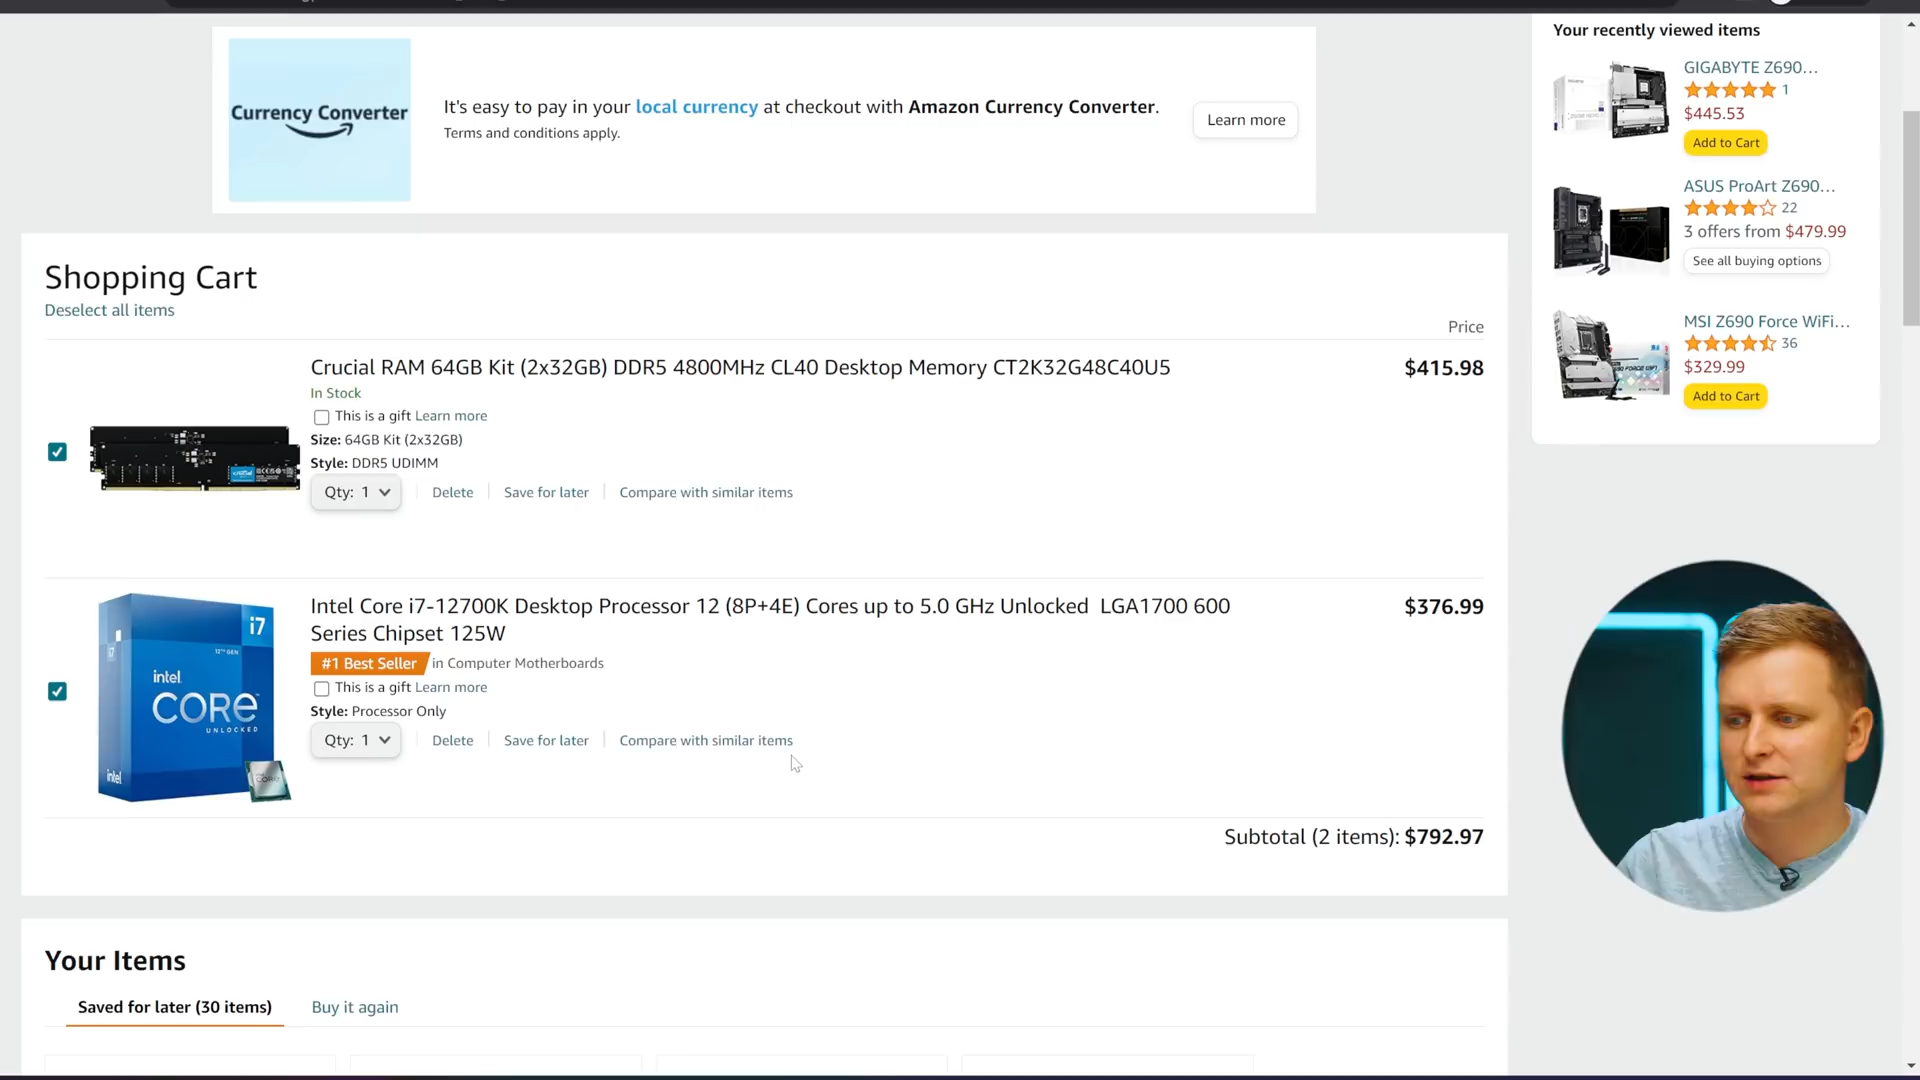 Currency Converter
It's easy to pay in your local currency at checkout with Amazon Currency Converter.
Terms and conditions apply.
Learn more
Shopping Cart
Deselect all items
Price
Crucial RAM 64GB Kit (2x32GB) DDR5 4800MHz CL40 Desktop Memory CT2K32G48C40U5
$415.98
In Stock
This is a gift Learn more
Size: 64GB Kit (2x32GB)
Style: DDR5 UDIMM
Qty: 1
Delete
Save for later
Compare with similar items
i7
12TH GEN
intel
CORE
UNLOCKED
intel
Intel Core i7-12700K Desktop Processor 12 (8P+4E) Cores up to 5.0 GHz Unlocked LGA1700 600
Series Chipset 125W
$376.99
#1 Best Seller in Computer Motherboards
This is a gift Learn more
Style: Processor Only
Qty: 1
Delete
Save for later
Compare with similar items
Subtotal (2 items): $792.97
Your Items
Saved for later (30 items)
Buy it again
Your recently viewed items
GIGABYTE Z690...
1
$445.53
Add to Cart
ASUS ProArt Z690...
22
3 offers from $479.99
See all buying options
MSI Z690 Force WiFi...
36
$329.99
Add to Cart